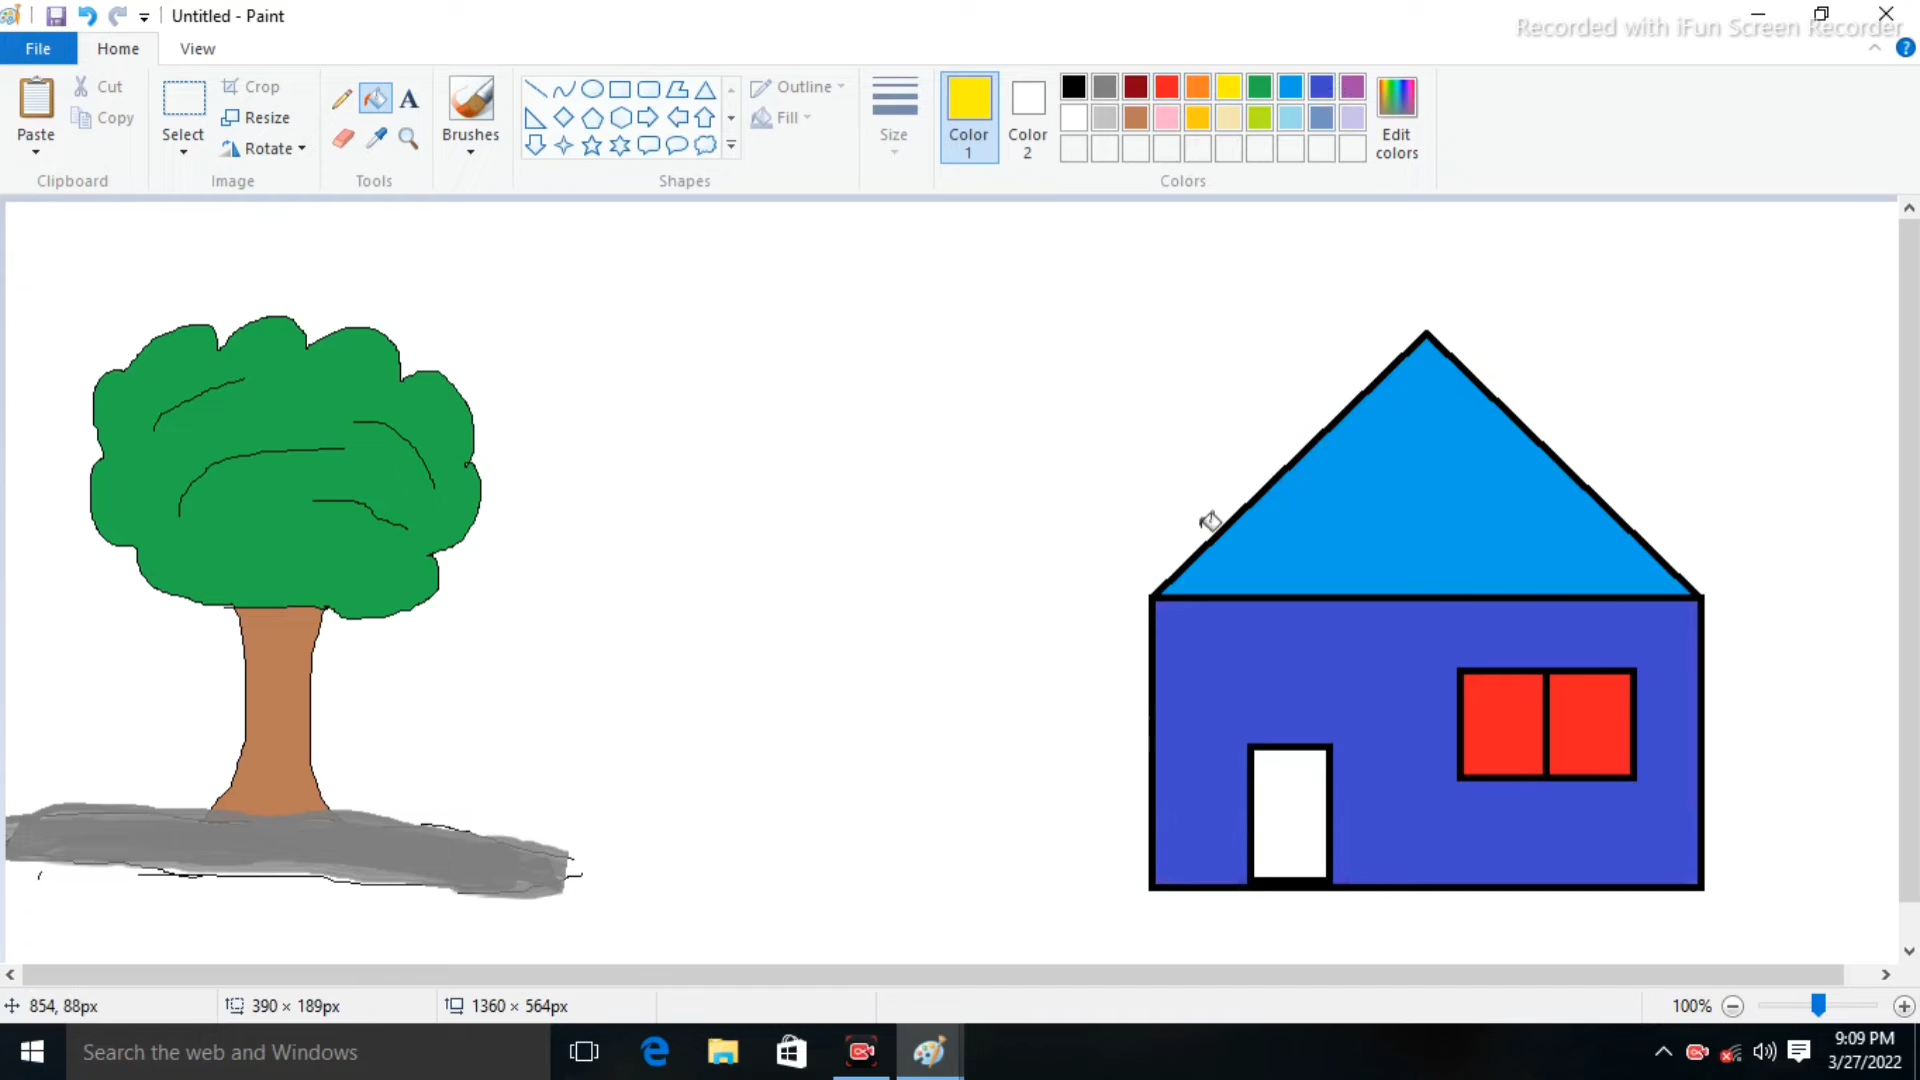 Untitled - Paint
Recorded with iFun Screen Recorder
File Home View
Paste
Cut
Copy
Clipboard
Select
Crop
Resize
Rotate
Image
A
Tools
Brushes
Shapes
Outline
Fill
Size
Color 1
Color 2
Edit colors
Colors
854, 88px
390 × 189px
1360 × 564px
100%
Search the web and Windows
9:09 PM
3/27/2022